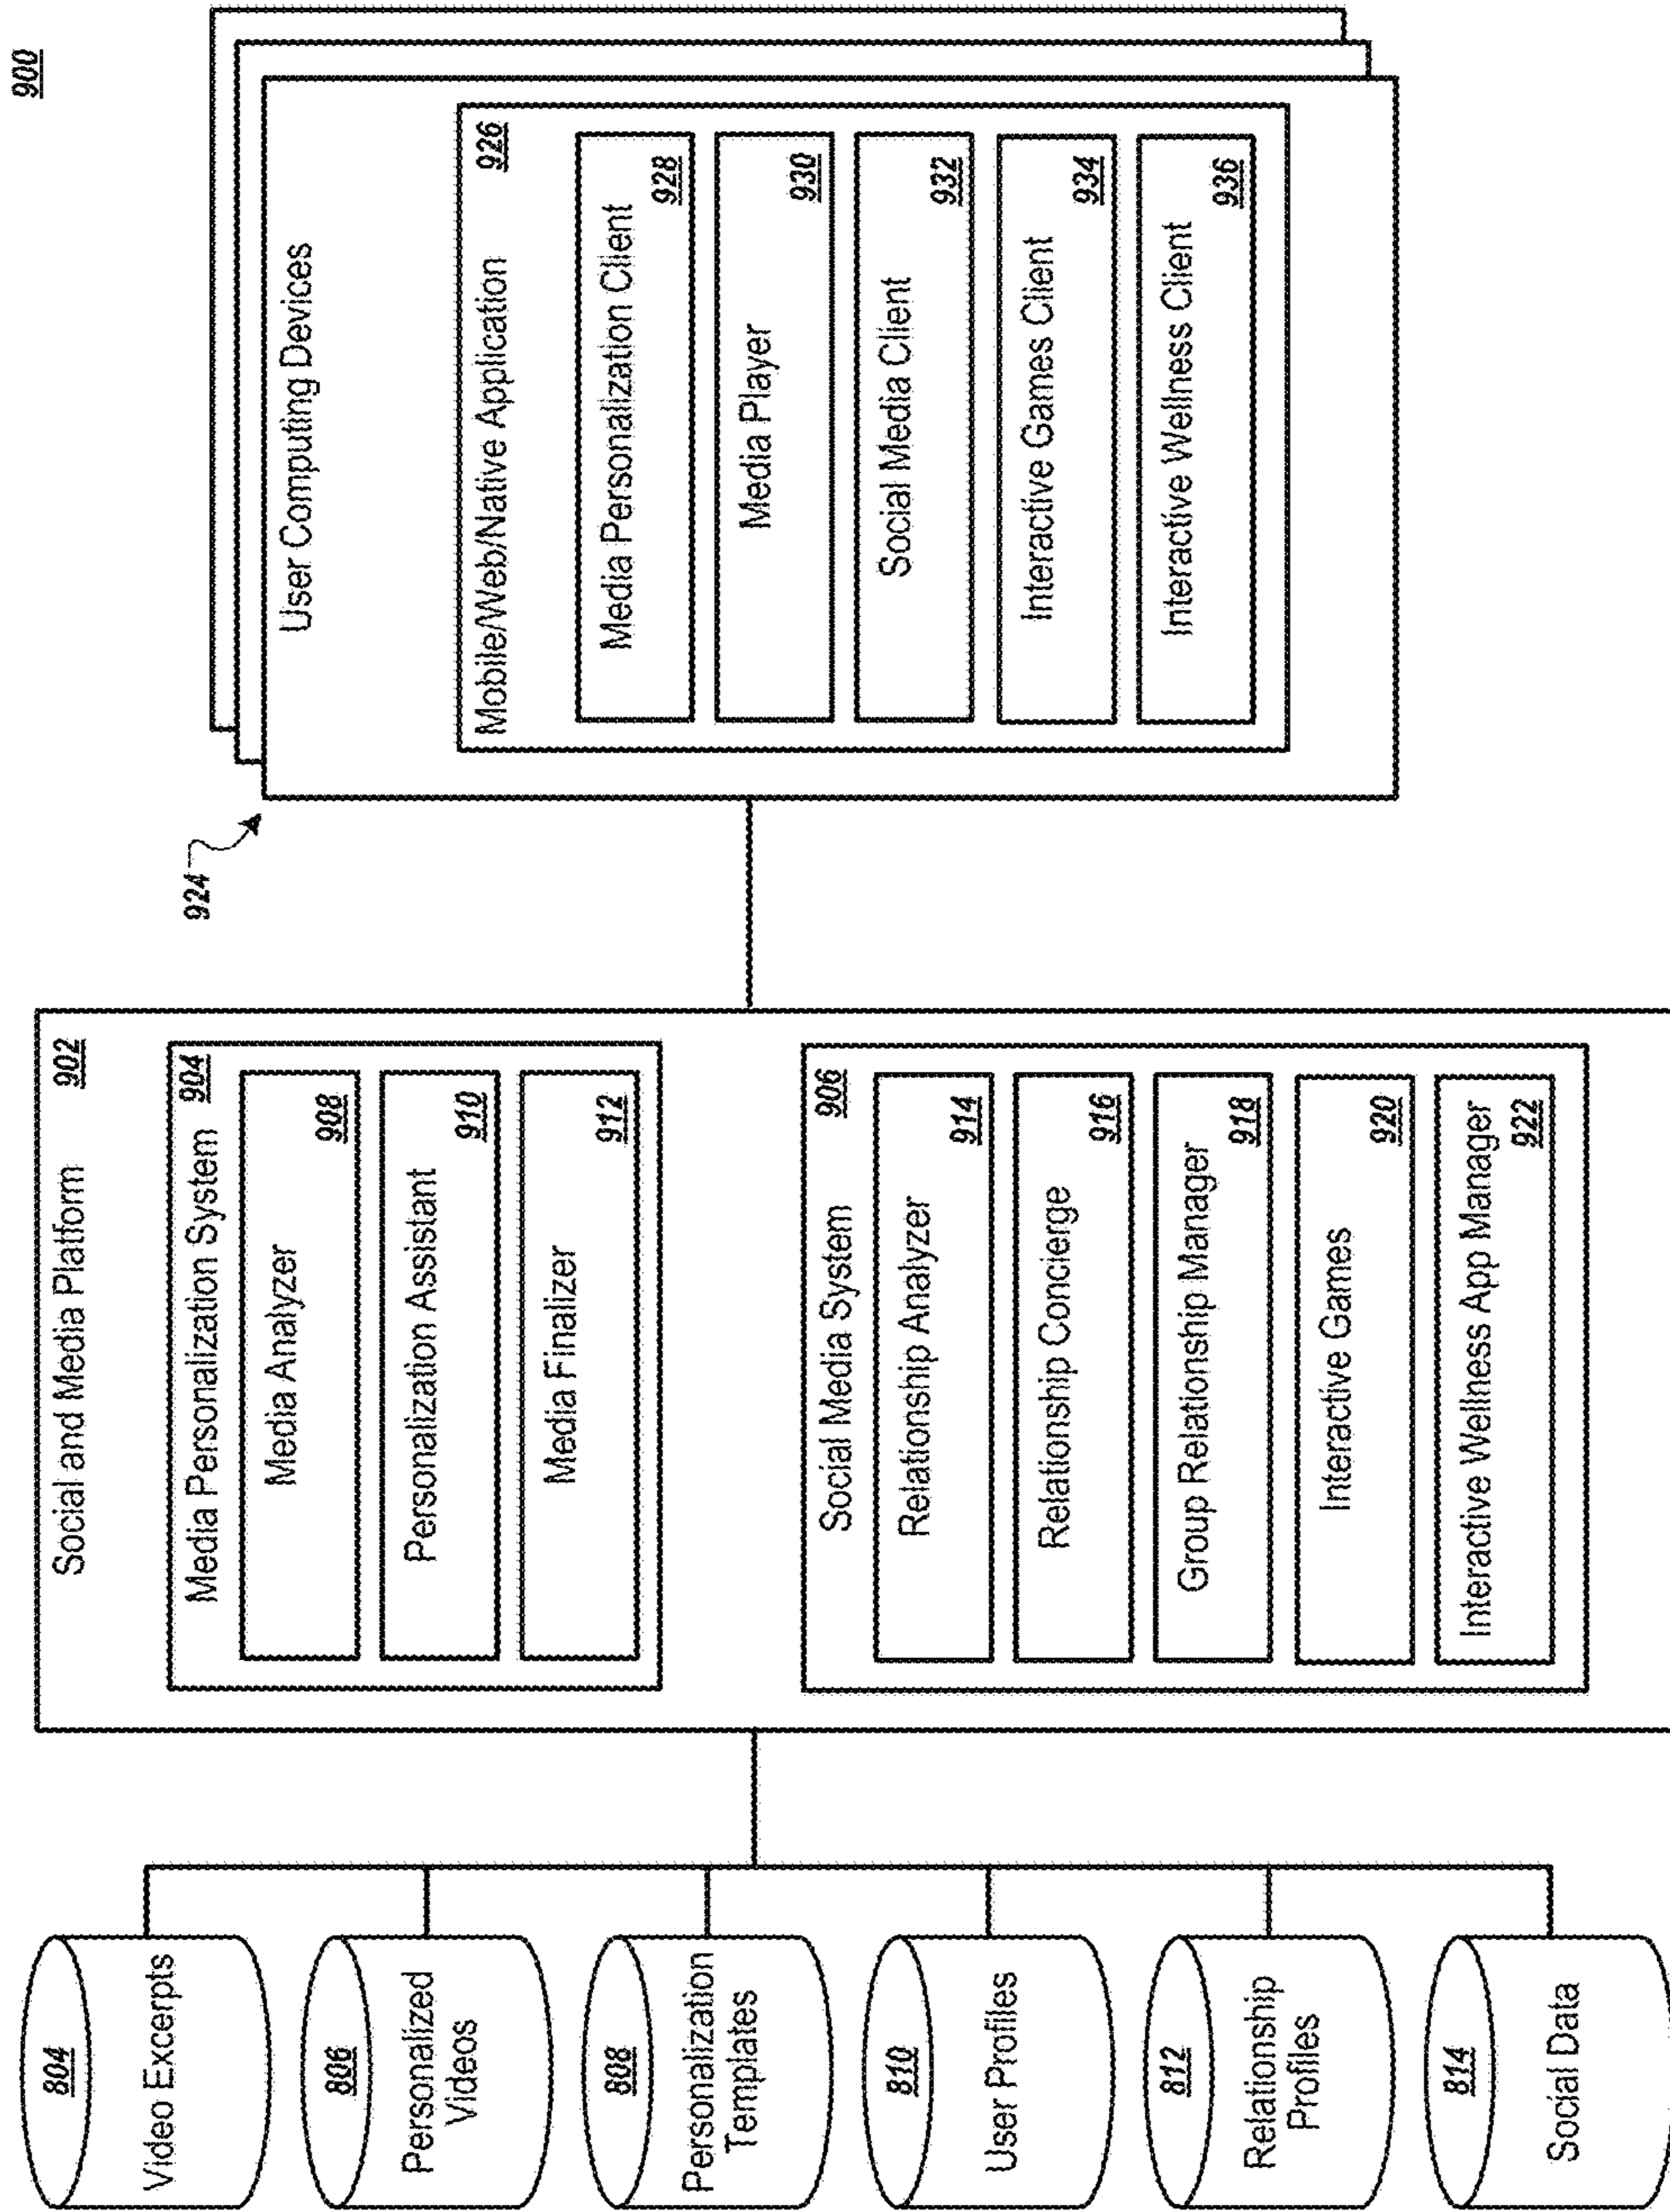 900
804
Video Excerpts
806
Personalized
Videos
808
Personalization
Templates
810
User Profiles
812
Relationship
Profiles
814
Social Data
Social and Media Platform 902
Media Personalization System 904
Media Analyzer
908
Personalization Assistant
910
Media Finalizer
912
Social Media System 906
Relationship Analyzer
914
Relationship Concierge
916
Group Relationship Manager
918
Interactive Games
920
Interactive Wellness App Manager
922
924
User Computing Devices
Mobile/Web/Native Application 926
Media Personalization Client
928
Media Player
930
Social Media Client
932
Interactive Games Client
934
Interactive Wellness Client
936